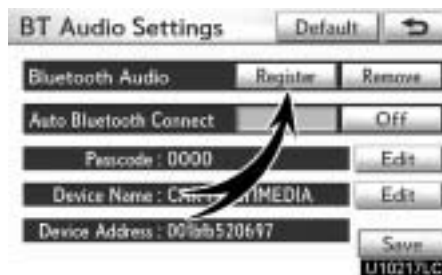 BT Audio Settings Default
Bluetooth Audio Register Remove
Auto Bluetooth Connect Off
Passcode : 0000 Edit
Device Name : Edit
Device Address : 001bfb520697
Save